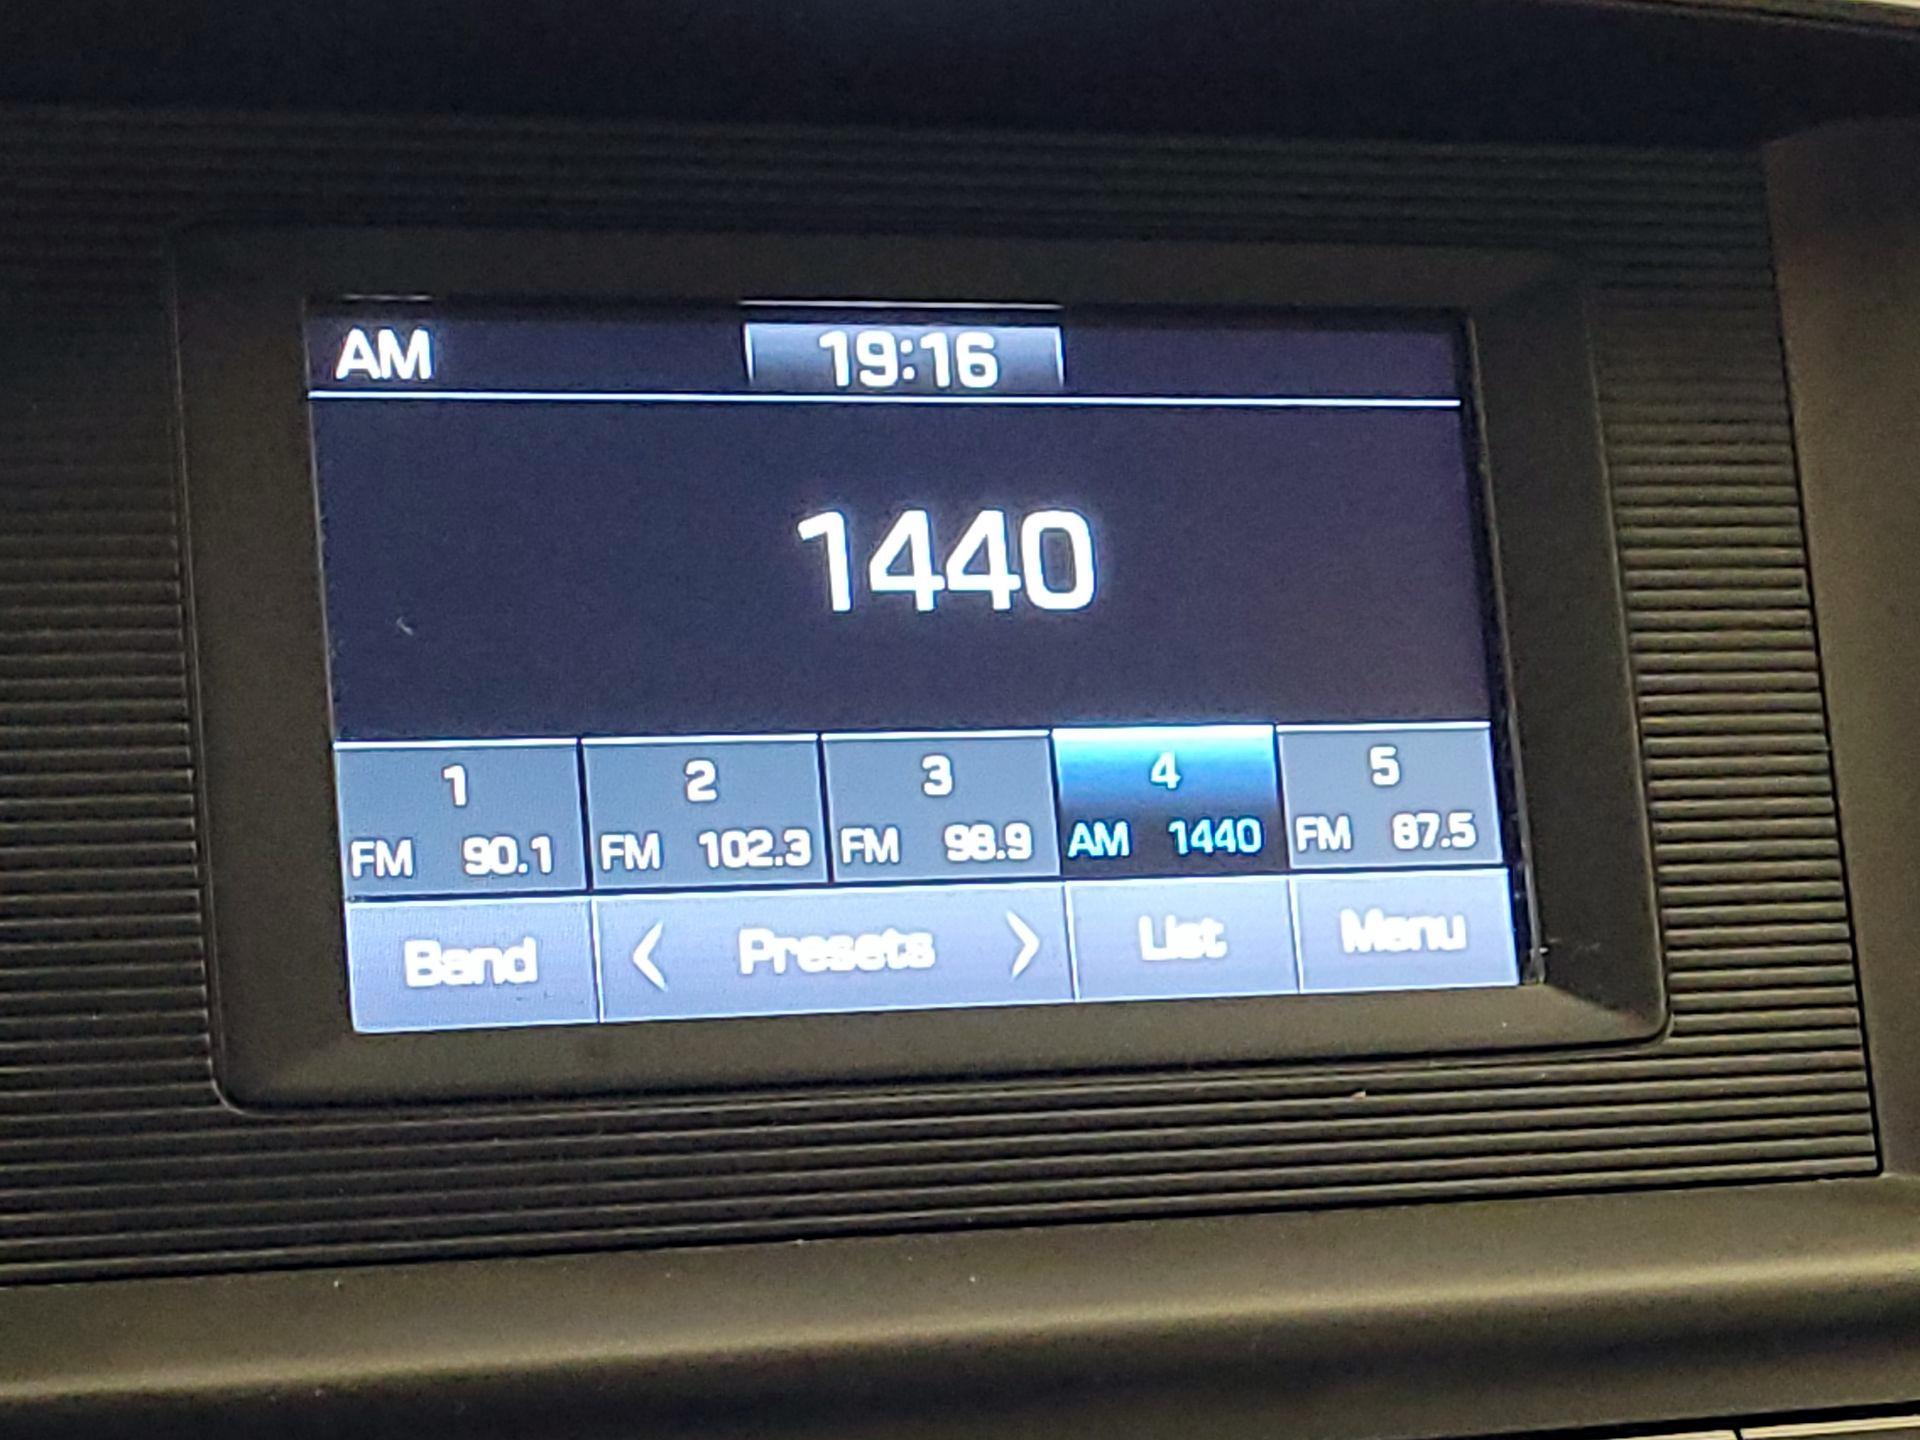 AM 19:16
1440
1 2 3 4 5
FM 90.1 FM 102.3 FM 98.9 AM 1440 FM 87.5
Band < Presets > List Menu